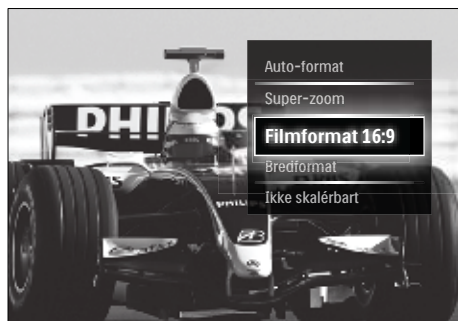 Auto-format
Super-zoom
Filmformat 16:9
Bredformat
Ikke skalérbart
PHILIPS